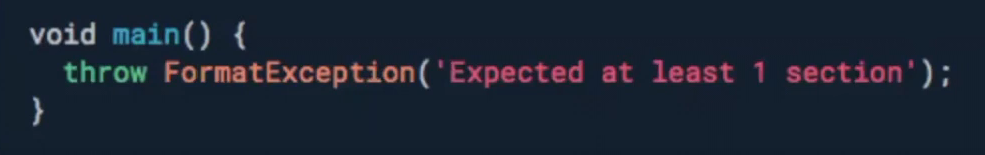 void main() {
  throw FormatException('Expected at least 1 section');
}